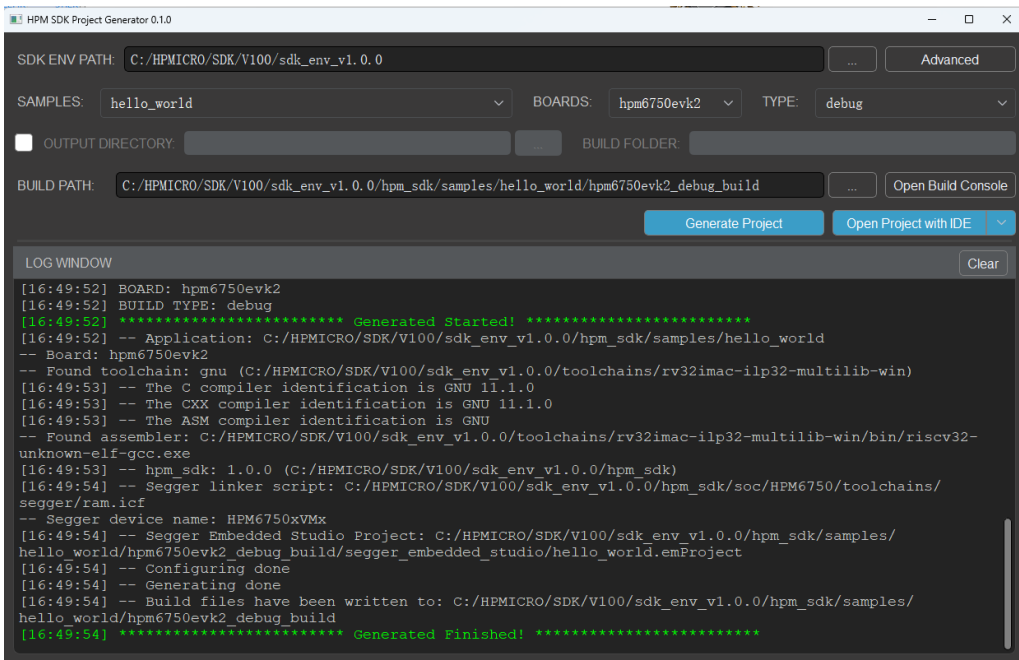 HPM SDK Project Generator 0.1.0
SDK ENV PATH: C:/HPMICRO/SDK/V100/sdk_env_v1.0.0 ... Advanced
SAMPLES: hello_world BOARDS: hpm6750evk2 TYPE: debug
OUTPUT DIRECTORY: ... BUILD FOLDER:
BUILD PATH: C:/HPMICRO/SDK/V100/sdk_env_v1.0.0/hpm_sdk/samples/hello_world/hpm6750evk2_debug_build ... Open Build Console
Generate Project Open Project with IDE
LOG WINDOW Clear
[16:49:52] BOARD: hpm6750evk2
[16:49:52] BUILD TYPE: debug
[16:49:52] ************************* Generated Started! *************************
[16:49:52] -- Application: C:/HPMICRO/SDK/V100/sdk_env_v1.0.0/hpm_sdk/samples/hello_world
-- Board: hpm6750evk2
-- Found toolchain: gnu (C:/HPMICRO/SDK/V100/sdk_env_v1.0.0/toolchains/rv32imac-ilp32-multilib-win)
[16:49:53] -- The C compiler identification is GNU 11.1.0
[16:49:53] -- The CXX compiler identification is GNU 11.1.0
[16:49:53] -- The ASM compiler identification is GNU
-- Found assembler: C:/HPMICRO/SDK/V100/sdk_env_v1.0.0/toolchains/rv32imac-ilp32-multilib-win/bin/riscv32-
unknown-elf-gcc.exe
[16:49:53] -- hpm_sdk: 1.0.0 (C:/HPMICRO/SDK/V100/sdk_env_v1.0.0/hpm_sdk)
[16:49:54] -- Segger linker script: C:/HPMICRO/SDK/V100/sdk_env_v1.0.0/hpm_sdk/soc/HPM6750/toolchains/
segger/ram.icf
-- Segger device name: HPM6750xVMx
[16:49:54] -- Segger Embedded Studio Project: C:/HPMICRO/SDK/V100/sdk_env_v1.0.0/hpm_sdk/samples/
hello_world/hpm6750evk2_debug_build/segger_embedded_studio/hello_world.emProject
[16:49:54] -- Configuring done
[16:49:54] -- Generating done
[16:49:54] -- Build files have been written to: C:/HPMICRO/SDK/V100/sdk_env_v1.0.0/hpm_sdk/samples/
hello_world/hpm6750evk2_debug_build
[16:49:54] ************************* Generated Finished! *************************